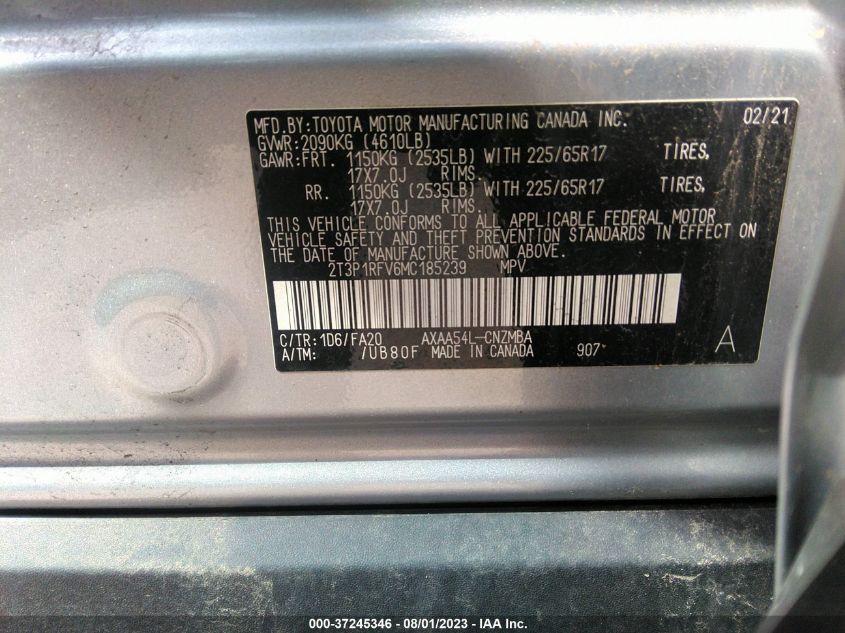 MFD.BY:TOYOTA MOTOR MANUFACTURING CANADA INC. 02/21
GVWR:2090KG (4610LB)
GAWR:FRT. 1150KG (2535LB) WITH 225/65R17 TIRES,
17X7.0J RIMS.
RR. 1150KG (2535LB) WITH 225/65R17 TIRES,
17X7.0J RIMS.
THIS VEHICLE CONFORMS TO ALL APPLICABLE FEDERAL MOTOR
VEHICLE SAFETY AND THEFT PREVENTION STANDARDS IN EFFECT ON
THE DATE OF MANUFACTURE SHOWN ABOVE.
2T3P1RFV6MC185239 MPV
C/TR:1D6/FA20 AXAA54L-CNZMBA
A/TM: 7UB80F MADE IN CANADA 907 A
000-37245346 - 08/01/2023 - IAA Inc.